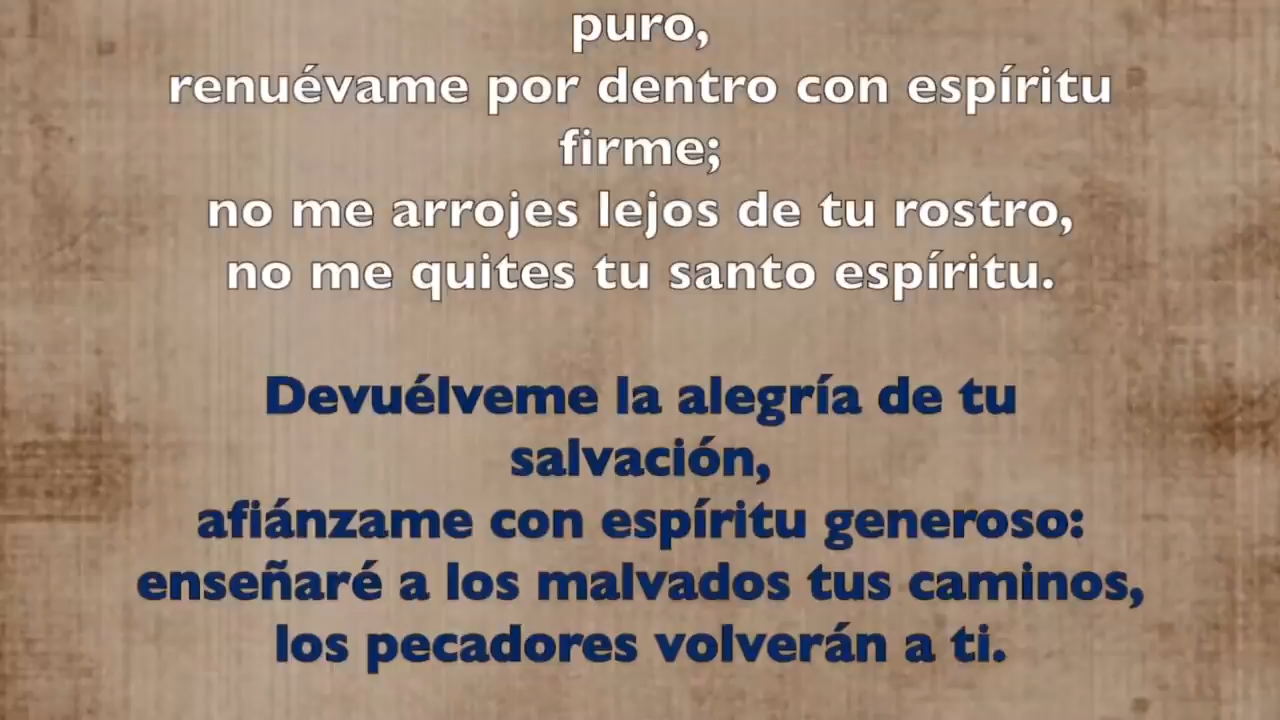 puro,
renuévame por dentro con espíritu
firme;
no me arrojes lejos de tu rostro,
no me quites tu santo espíritu.
Devuélveme la alegría de tu
salvación,
afiánzame con espíritu generoso:
enseñaré a los malvados tus caminos,
los pecadores volverán a ti.